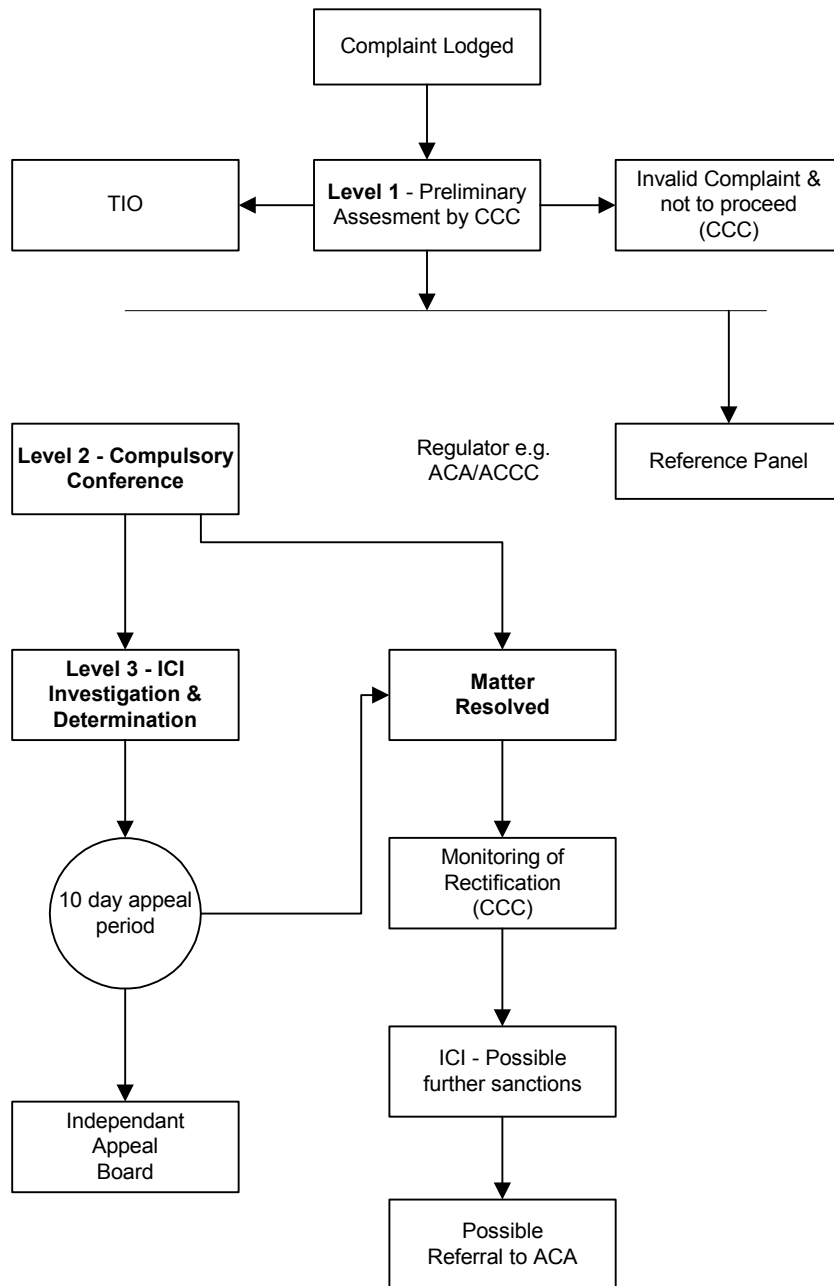 Complaint Lodged
TIO
Level 1 - Preliminary
Assesment by CCC
Invalid Complaint &
not to proceed
(CCC)
Level 2 - Compulsory
Conference
Regulator e.g.
ACA/ACCC
Reference Panel
Level 3 - ICI
Investigation &
Determination
Matter
Resolved
10 day appeal
period
Monitoring of
Rectification
(CCC)
ICI - Possible
further sanctions
Independant
Appeal
Board
Possible
Referral to ACA